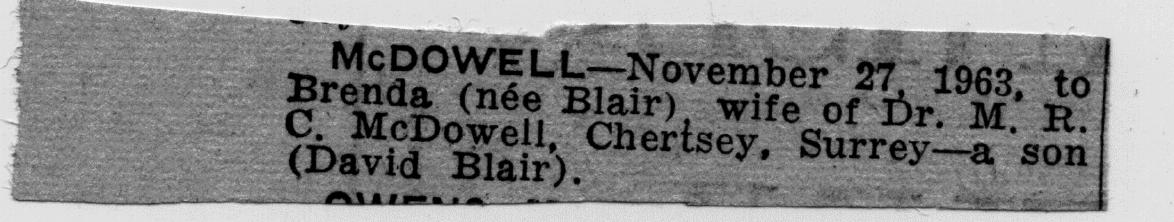 McDOWELL—November 27, 1963, to
Brenda (née Blair) wife of Dr. M. R.
C. McDowell, Chertsey, Surrey—a son
(David Blair).